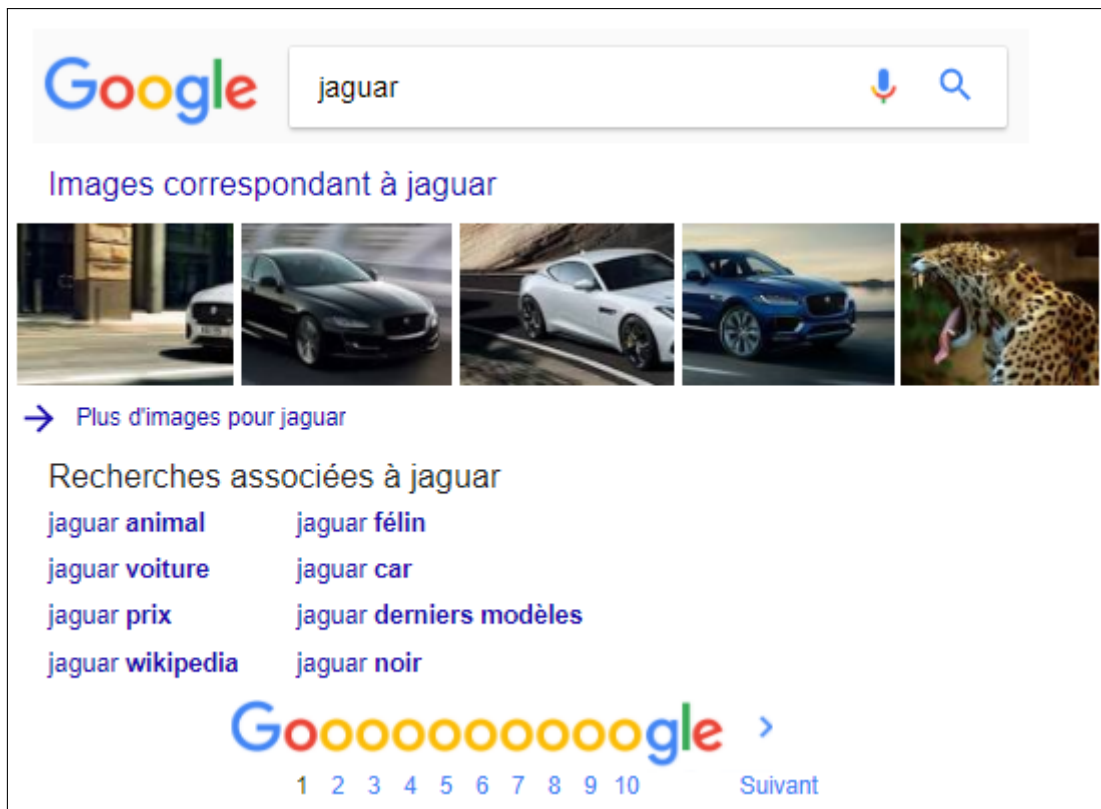 Google jaguar
Images correspondant à jaguar
Plus d'images pour jaguar
Recherches associées à jaguar
jaguar animal jaguar félin
jaguar voiture jaguar car
jaguar prix jaguar derniers modèles
jaguar wikipedia jaguar noir
Goooooooooogle >
1 2 3 4 5 6 7 8 9 10 Suivant